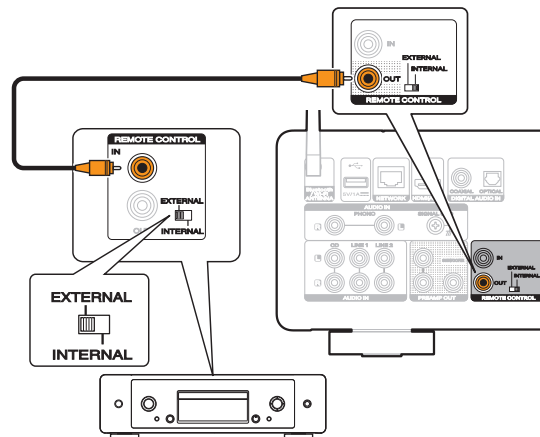 IN
EXTERNAL
INTERNAL
OUT
REMOTE CONTROL
REMOTE CONTROL
IN
EXTERNAL
INTERNAL
EXTERNAL
INTERNAL
ANTENNA
5V/1A
NETWORK
COAXIAL
OPTICAL
DIGITAL AUDIO IN
AUDIO IN
PHONO
SIGNAL
CD
LINE 1
LINE 2
AUDIO IN
PREAMP OUT
IN
EXTERNAL
INTERNAL
OUT
REMOTE CONTROL